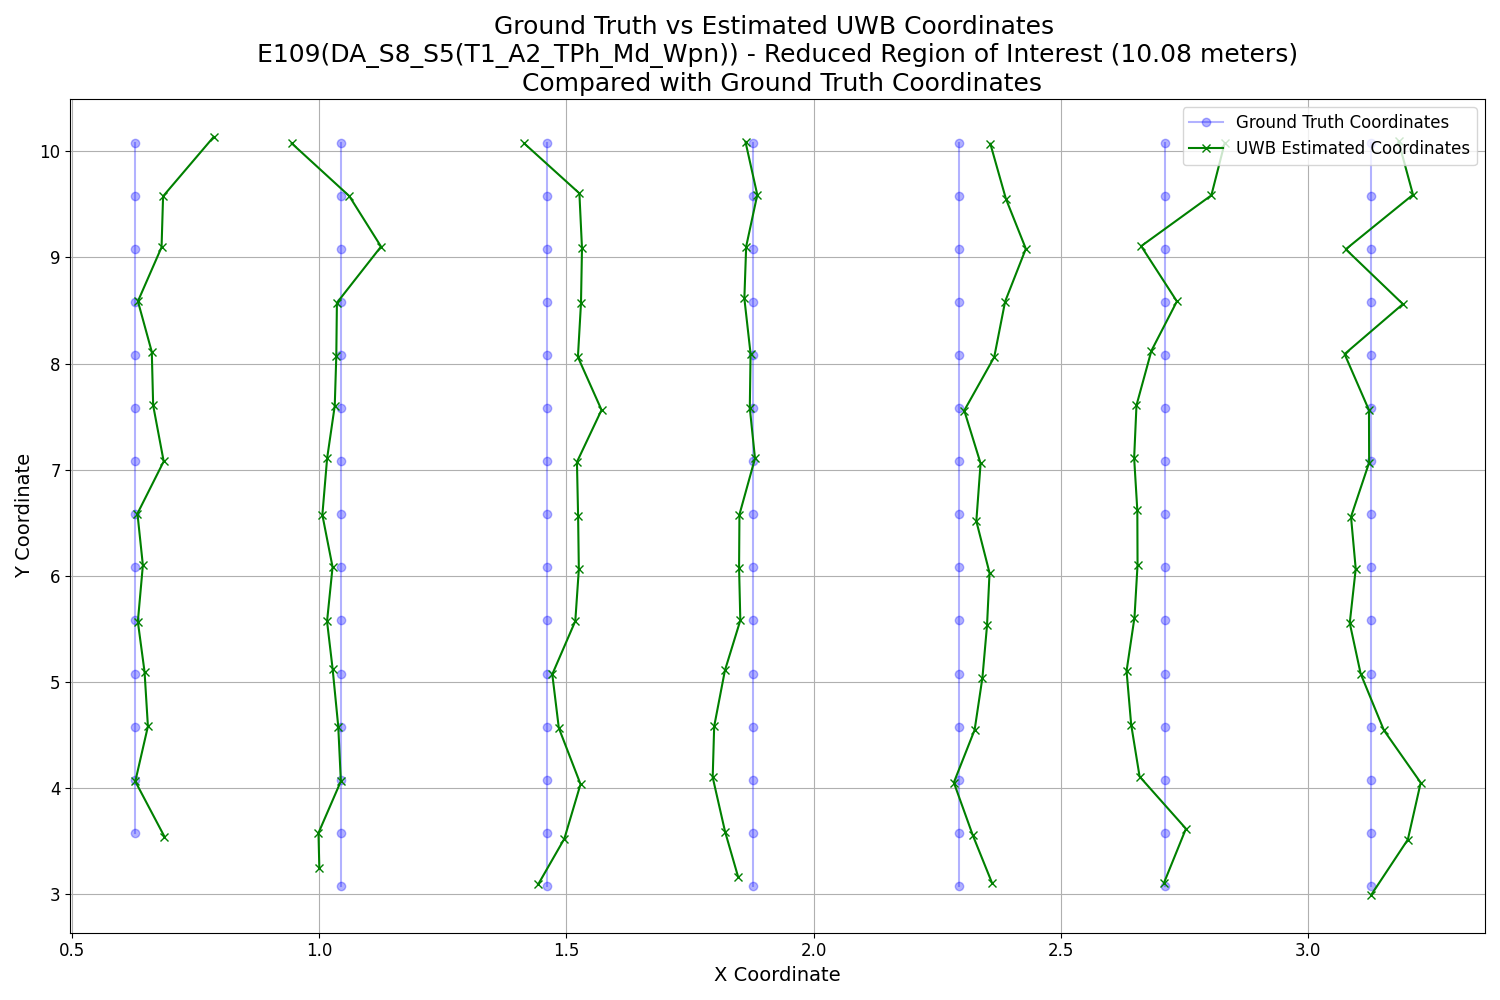 Ground Truth vs Estimated UWB Coordinates
E109(DA_S8_S5(T1_A2_TPh_Md_Wpn)) - Reduced Region of Interest (10.08 meters)
Compared with Ground Truth Coordinates
Ground Truth Coordinates
UWB Estimated Coordinates
Y Coordinate
10
9
8
7
6
5
4
3
0.5 1.0 1.5 2.0 2.5 3.0
X Coordinate